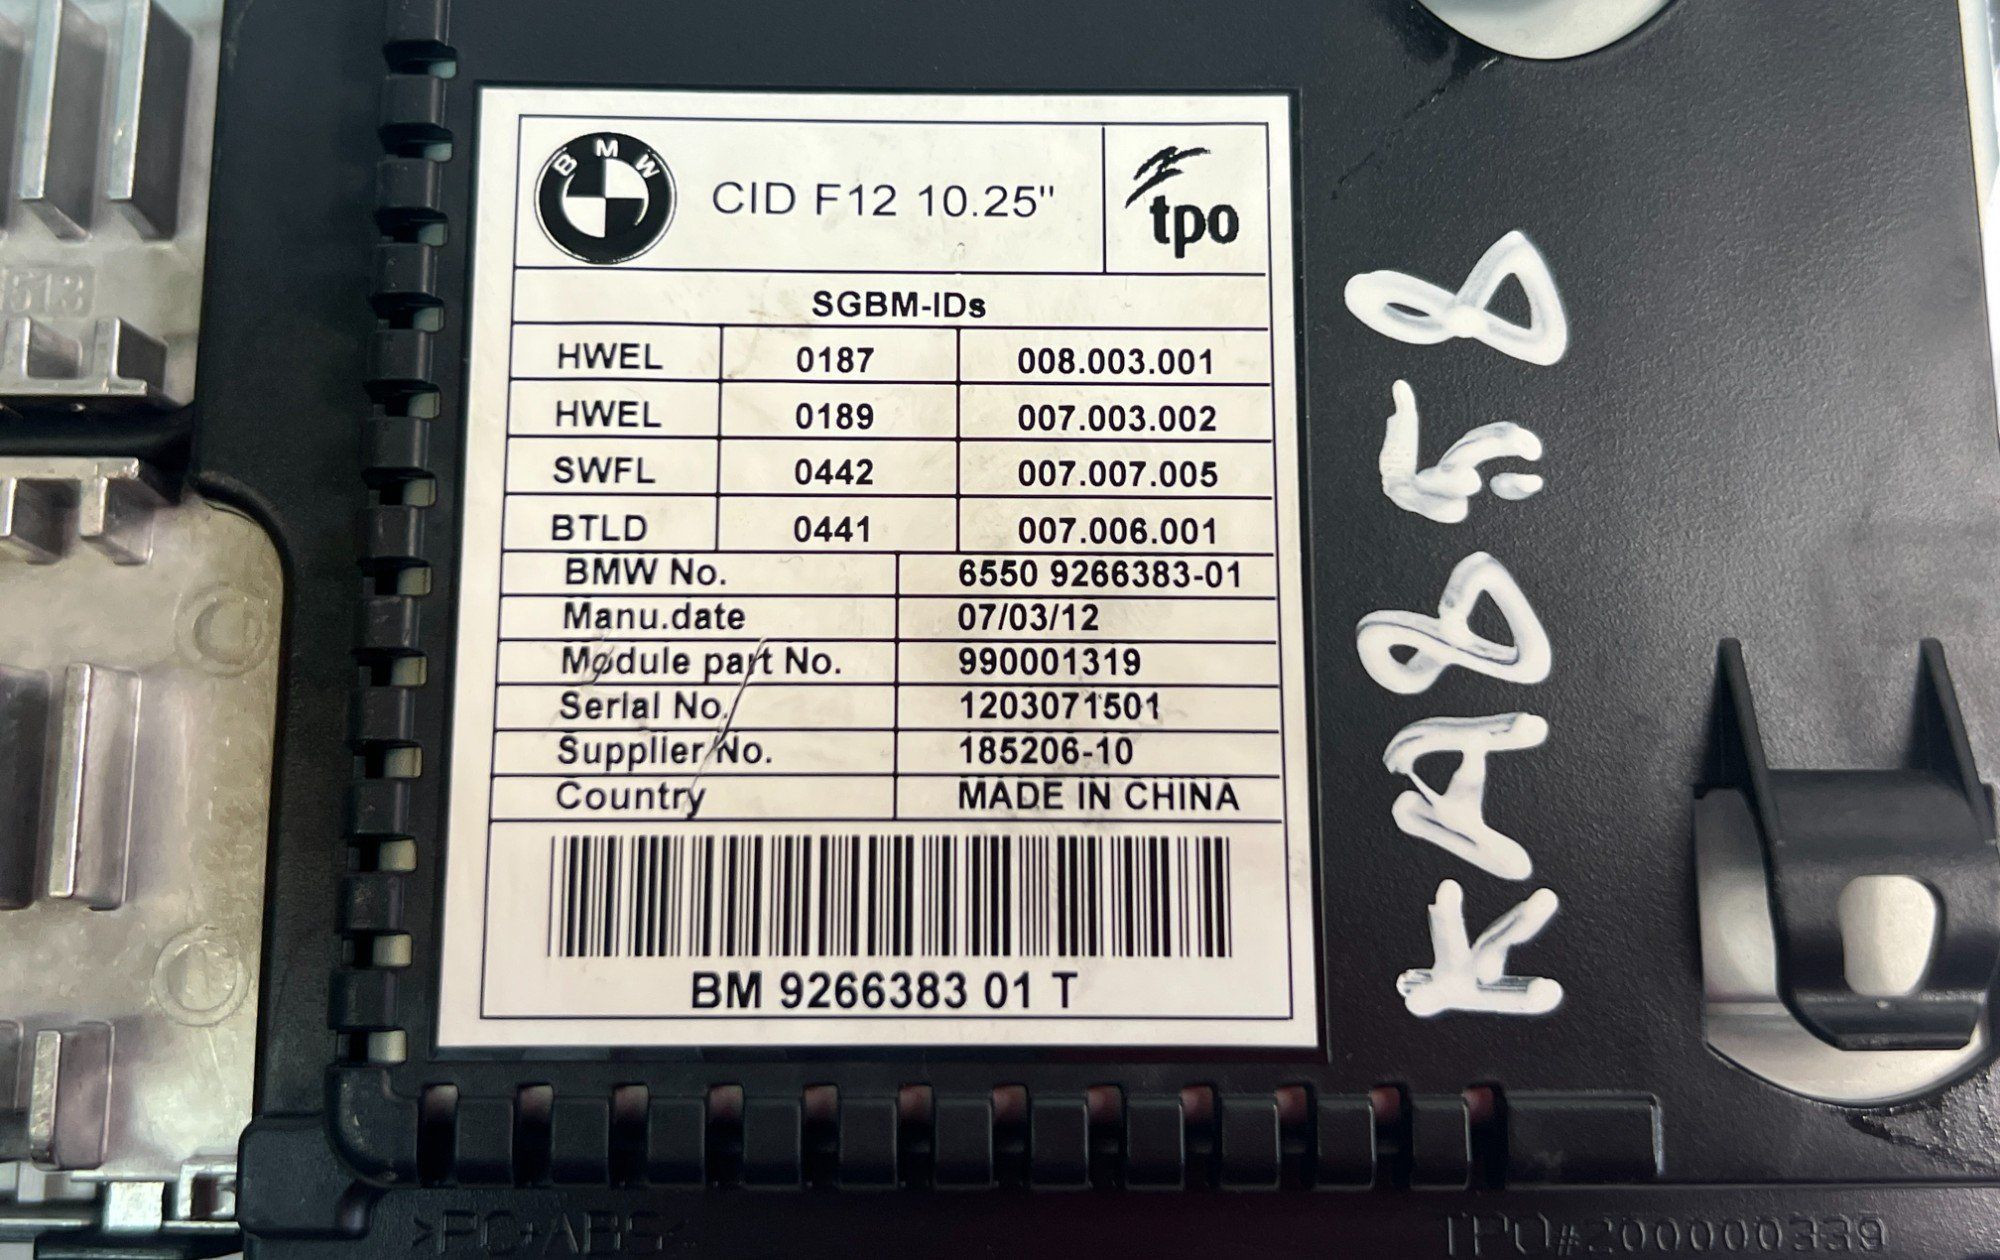 BMW
CID F12 10.25"
tpo
SGBM-IDs
HWEL 0187 008.003.001
HWEL 0189 007.003.002
SWFL 0442 007.007.005
BTLD 0441 007.006.001
BMW No. 6550 9266383-01
Manu.date 07/03/12
Module part No. 990001319
Serial No. 1203071501
Supplier No. 185206-10
Country MADE IN CHINA
BM 9266383 01 T
KA858
>PC+ABS<
TPO#200000339